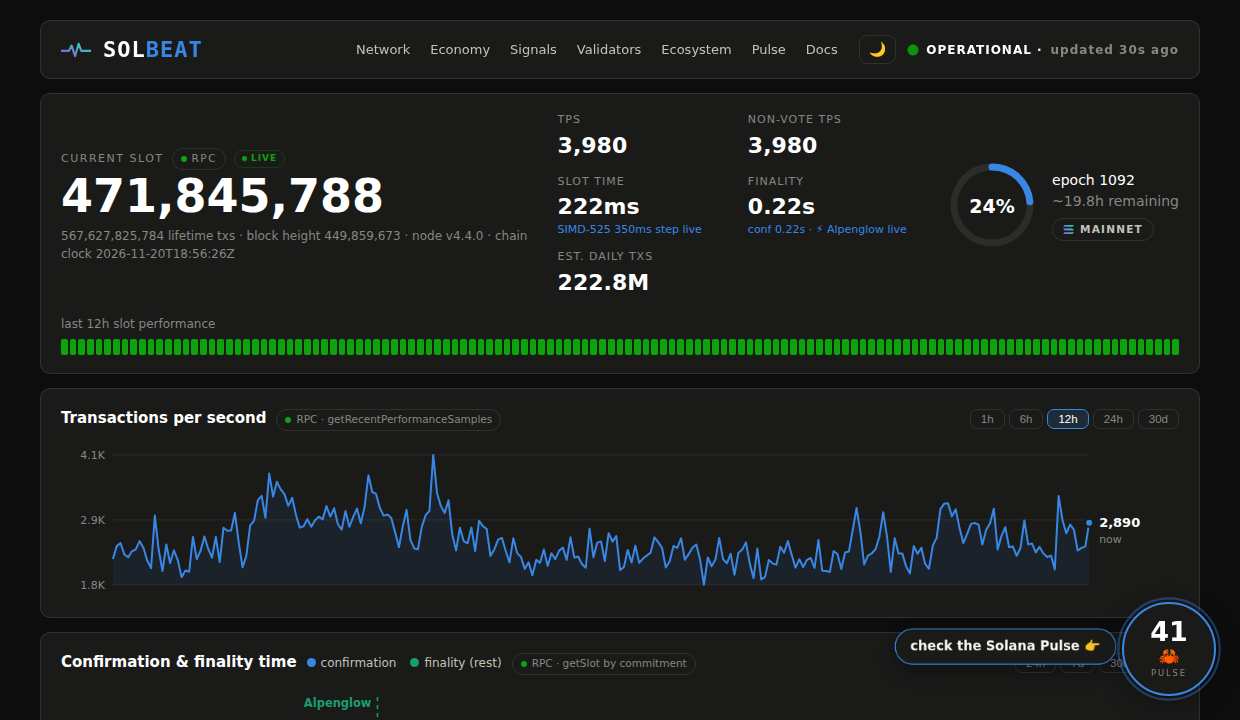 SOLBEAT
Network Economy Signals Validators Ecosystem Pulse Docs
OPERATIONAL · updated 30s ago
CURRENT SLOT RPC LIVE
471,845,788
567,627,825,784 lifetime txs · block height 449,859,673 · node v4.4.0 · chain
clock 2026-11-20T18:56:26Z
TPS
3,980
NON-VOTE TPS
3,980
SLOT TIME
222ms
SIMD-525 350ms step live
FINALITY
0.22s
conf 0.22s · ⚡ Alpenglow live
EST. DAILY TXS
222.8M
24%
epoch 1092
~19.8h remaining
MAINNET
last 12h slot performance
Transactions per second RPC · getRecentPerformanceSamples
1h 6h 12h 24h 30d
4.1K
2.9K
1.8K
2,890
now
Confirmation & finality time confirmation finality (rest) RPC · getSlot by commitment
check the Solana Pulse 👉
41
PULSE
Alpenglow